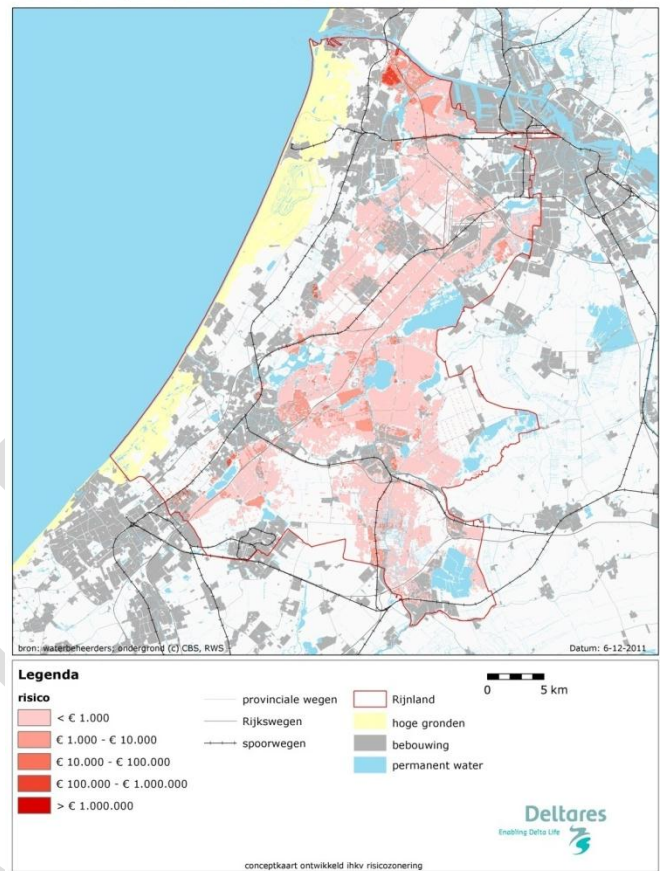 bron: waterbeheerders; ondergrond (c) CBS, RWS
Datum: 6-12-2011
Legenda
risico
< € 1.000
€ 1.000 - € 10.000
€ 10.000 - € 100.000
€ 100.000 - € 1.000.000
> € 1.000.000
provinciale wegen
Rijkswegen
spoorwegen
Rijnland
hoge gronden
bebouwing
permanent water
0 5 km
Deltares
Enabling Delta Life
conceptkaart ontwikkeld ihkv risicozonering